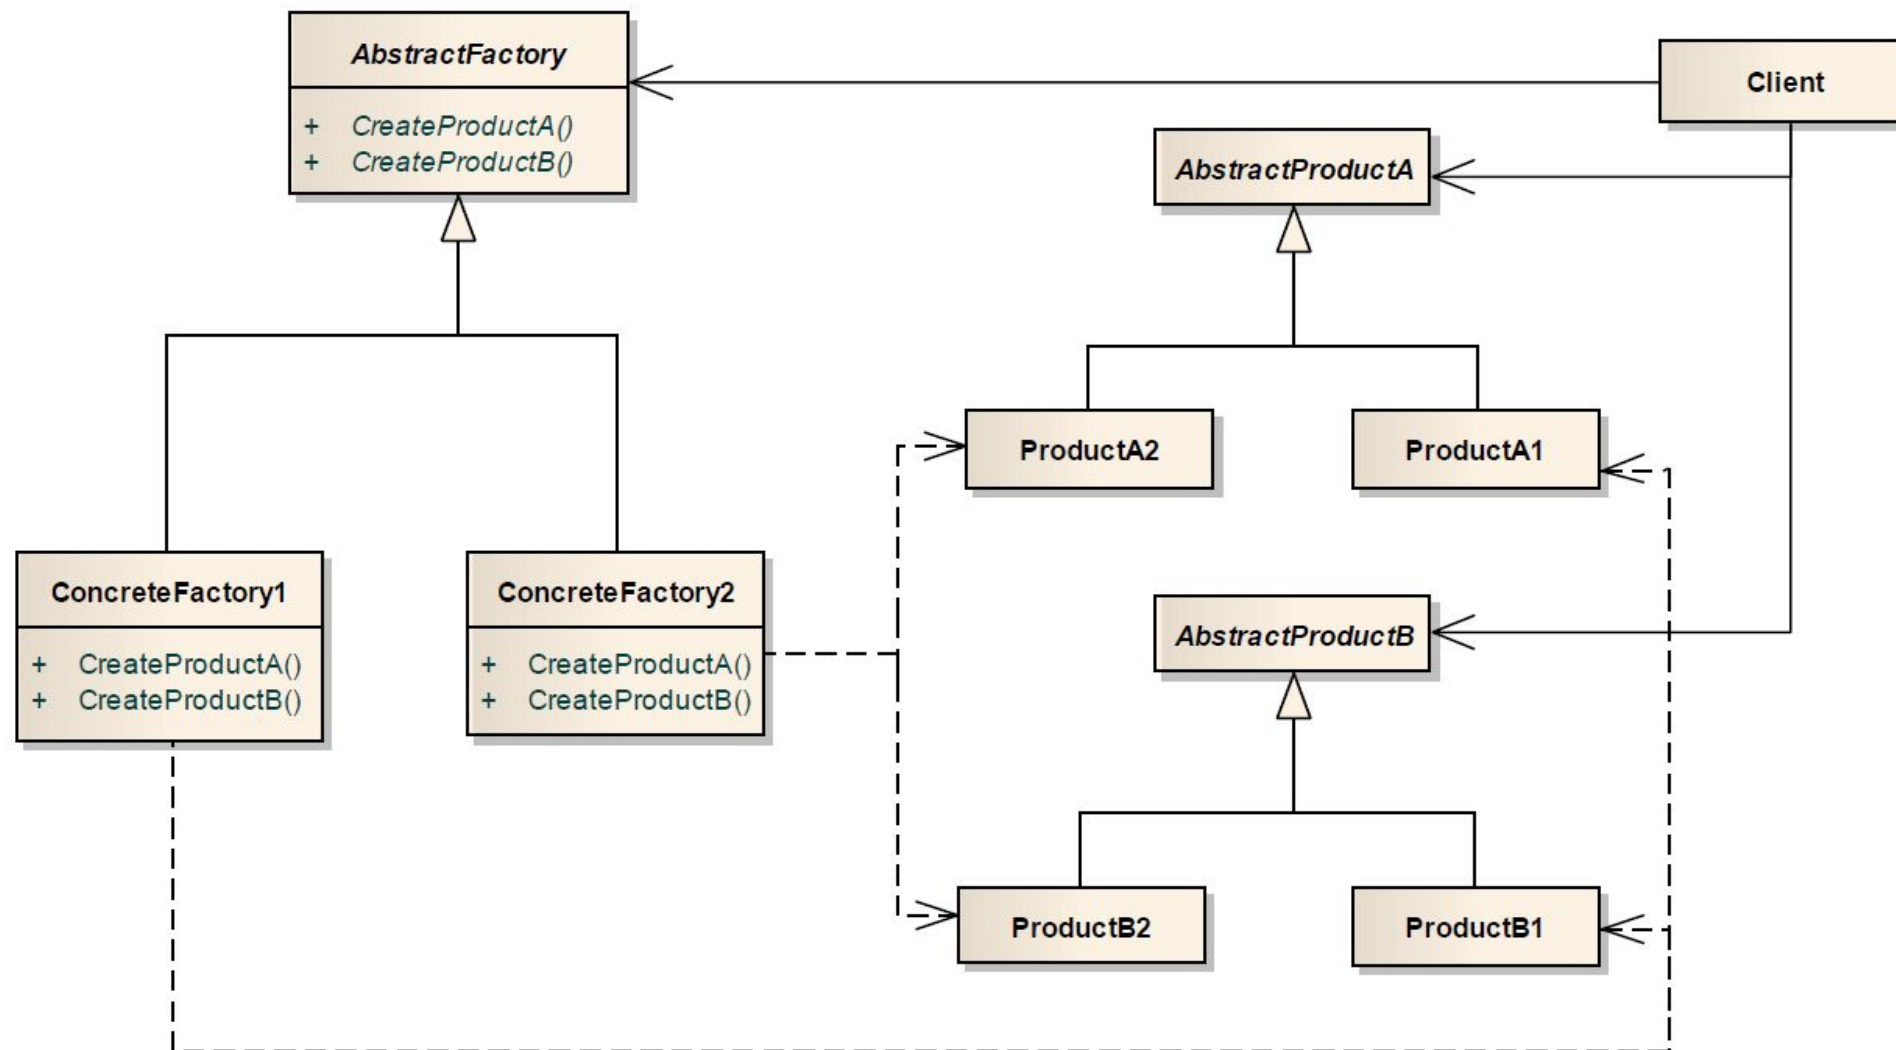 AbstractFactory
+ CreateProductA()
+ CreateProductB()
Client
AbstractProductA
ProductA2
ProductA1
ConcreteFactory1
+ CreateProductA()
+ CreateProductB()
ConcreteFactory2
+ CreateProductA()
+ CreateProductB()
AbstractProductB
ProductB2
ProductB1